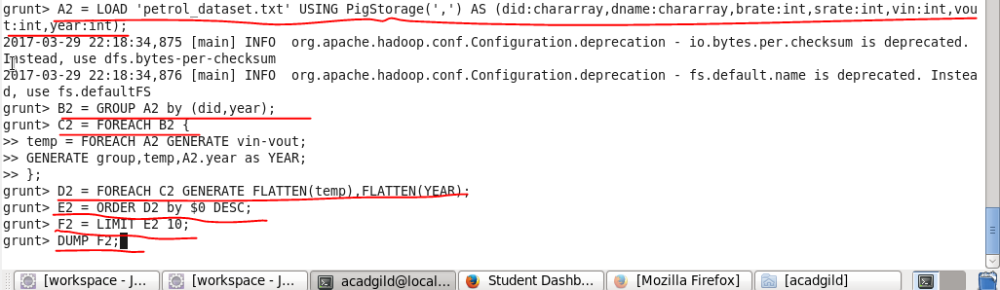 grunt> A2 = LOAD 'petrol_dataset.txt' USING PigStorage(',') AS (did:chararray,dname:chararray,brate:int,srate:int,vin:int,vou
t:int,year:int);
2017-03-29 22:18:34,875 [main] INFO  org.apache.hadoop.conf.Configuration.deprecation - io.bytes.per.checksum is deprecated.
Instead, use dfs.bytes-per-checksum
2017-03-29 22:18:34,876 [main] INFO  org.apache.hadoop.conf.Configuration.deprecation - fs.default.name is deprecated. Instea
d, use fs.defaultFS
grunt> B2 = GROUP A2 by (did,year);
grunt> C2 = FOREACH B2 {
>> temp = FOREACH A2 GENERATE vin-vout;
>> GENERATE group,temp,A2.year as YEAR;
>> };
grunt> D2 = FOREACH C2 GENERATE FLATTEN(temp),FLATTEN(YEAR);
grunt> E2 = ORDER D2 by $0 DESC;
grunt> F2 = LIMIT E2 10;
grunt> DUMP F2;
[workspace - J... [workspace - J... acadgild@local... Student Dashb... [Mozilla Firefox] [acadgild]